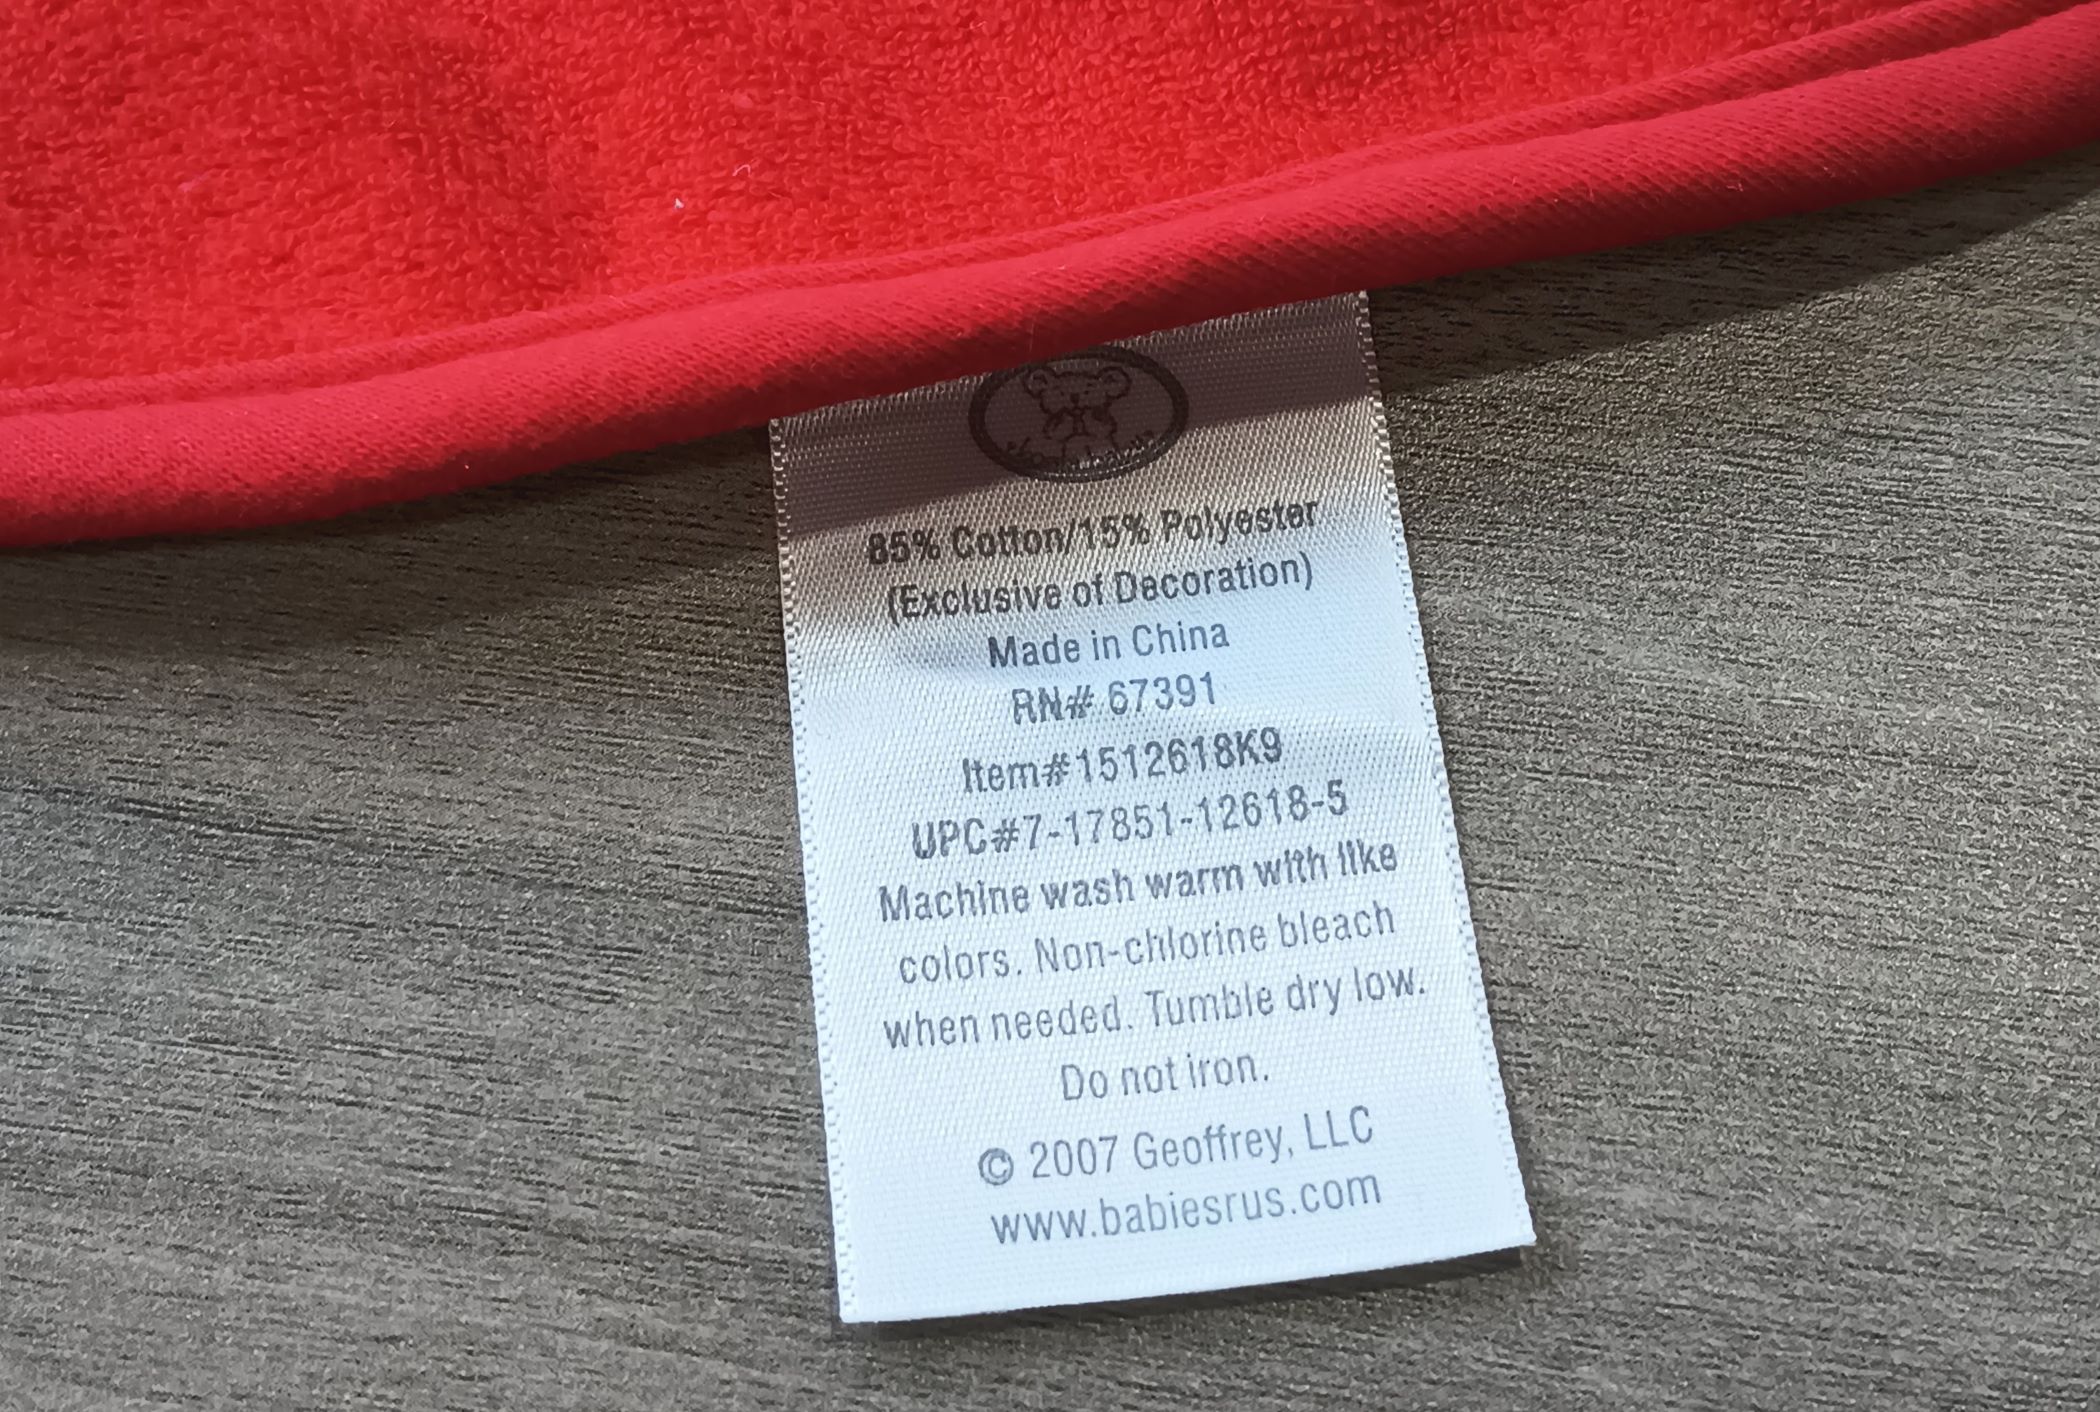 85% Cotton/15% Polyester
(Exclusive of Decoration)
Made in China
RN# 67391
Item#1512618K9
UPC#7-17851-12618-5
Machine wash warm with like
colors. Non-chlorine bleach
when needed. Tumble dry low.
Do not iron.
© 2007 Geoffrey, LLC
www.babiesrus.com